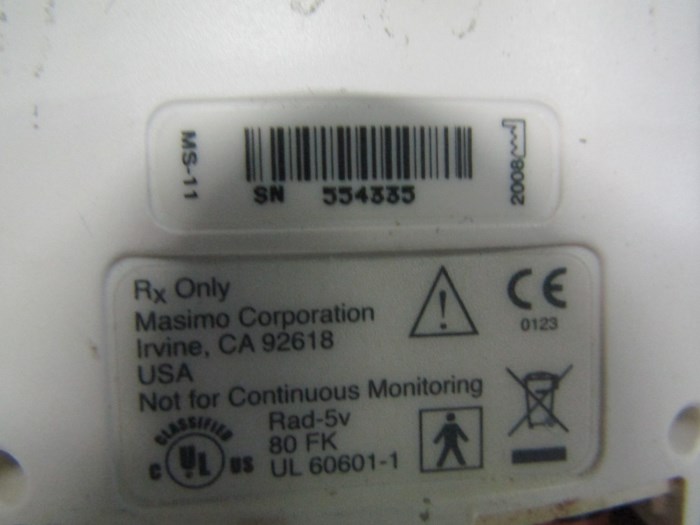 MS-11
SN 554335
2008
Rx Only
Masimo Corporation
Irvine, CA 92618
USA
Not for Continuous Monitoring
Rad-5v
80 FK
UL 60601-1
CLASSIFIED
C UL US
CE
0123